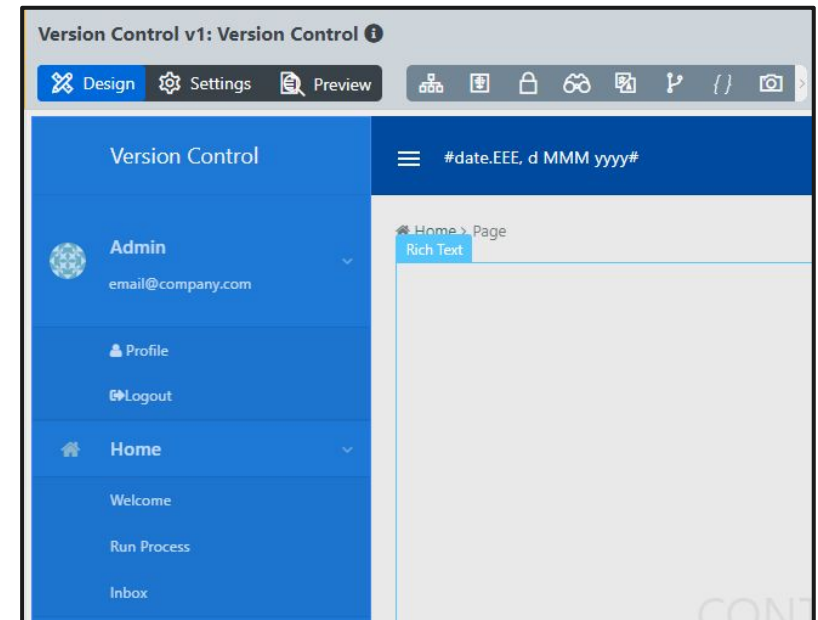 Version Control v1: Version Control
Design Settings Preview
Version Control
#date.EEE, d MMM yyyy#
Home > Page
Rich Text
Admin
email@company.com
Profile
Logout
Home
Welcome
Run Process
Inbox